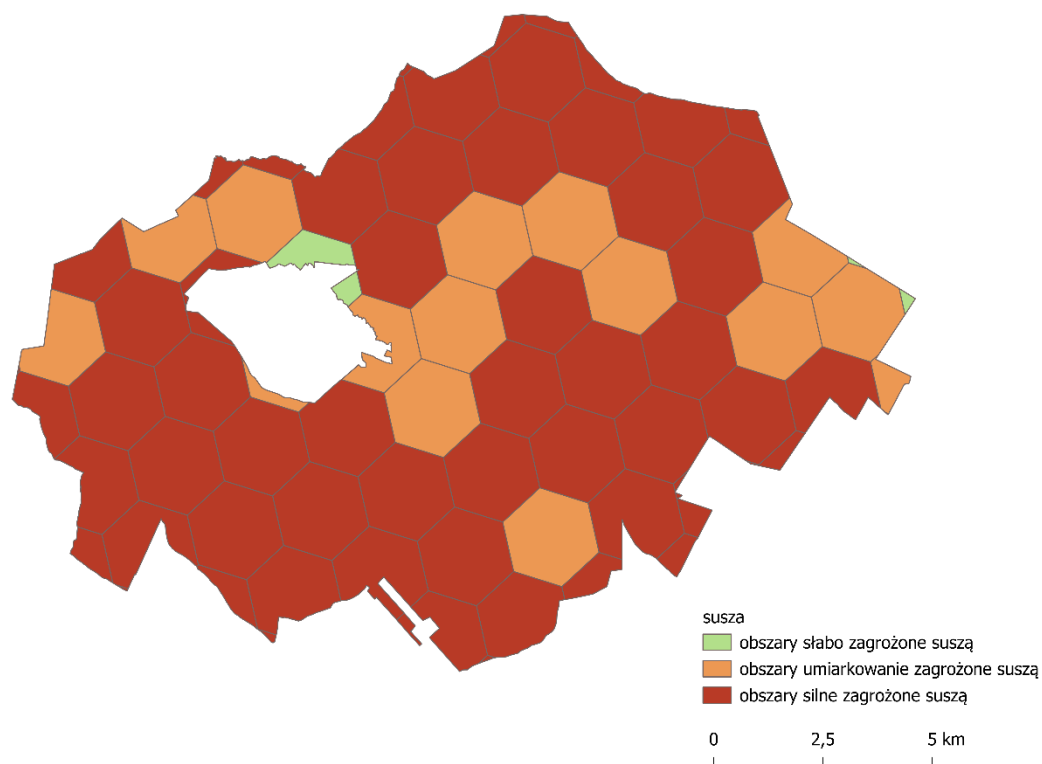 susza
obszary słabo zagrożone suszą
obszary umiarkowanie zagrożone suszą
obszary silne zagrożone suszą
0 2,5 5 km